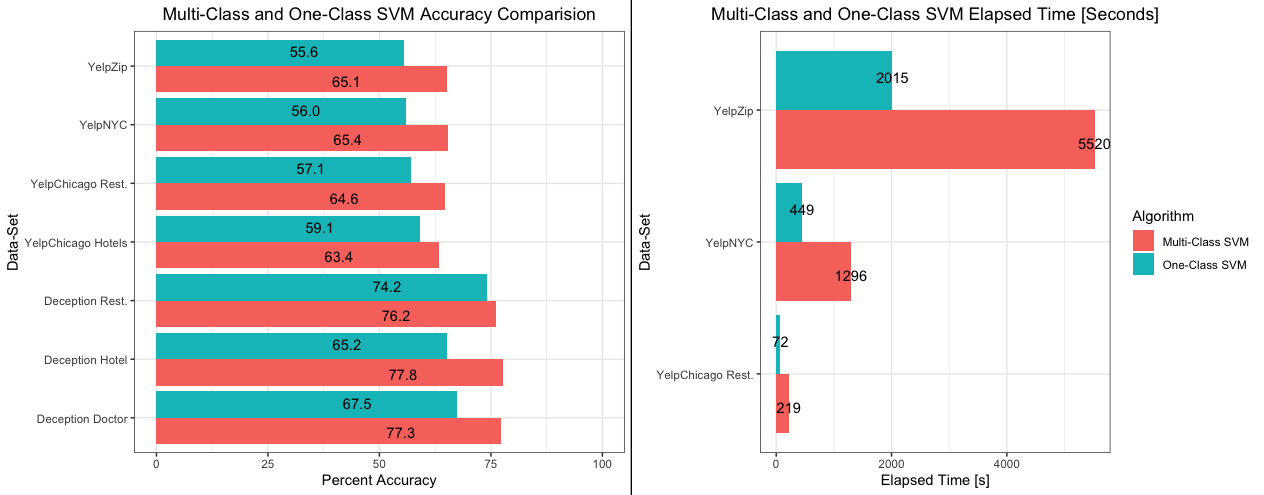 Multi-Class and One-Class SVM Accuracy Comparision
Data-Set
YelpZip
55.6
65.1
YelpNYC
56.0
65.4
YelpChicago Rest.
57.1
64.6
YelpChicago Hotels
59.1
63.4
Deception Rest.
74.2
76.2
Deception Hotel
65.2
77.8
Deception Doctor
67.5
77.3
0 25 50 75 100
Percent Accuracy
Multi-Class and One-Class SVM Elapsed Time [Seconds]
Data-Set
YelpZip
2015
5520
YelpNYC
449
1296
YelpChicago Rest.
72
219
0 2000 4000
Elapsed Time [s]
Algorithm
Multi-Class SVM
One-Class SVM